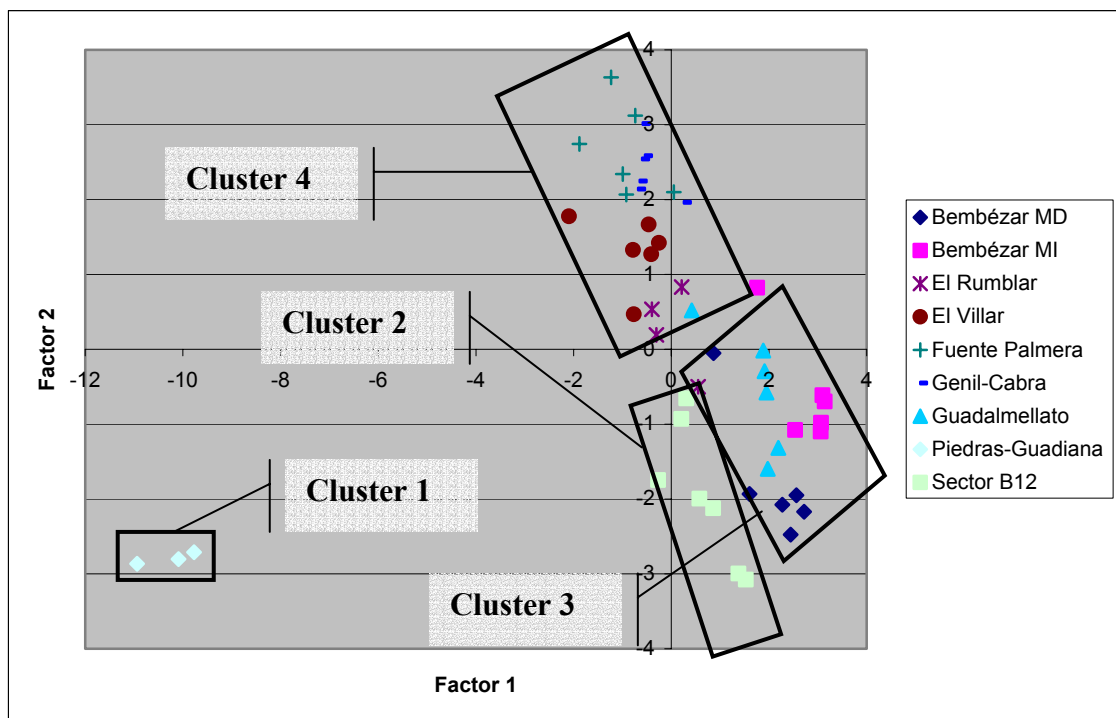 4
3
2
1
0
-1
-2
-3
-4
-12
-10
-8
-6
-4
-2
0
2
4
Factor 2
Factor 1
Cluster 4
Cluster 2
Cluster 1
Cluster 3
Bembézar MD
Bembézar MI
El Rumblar
El Villar
Fuente Palmera
Genil-Cabra
Guadalmellato
Piedras-Guadiana
Sector B12